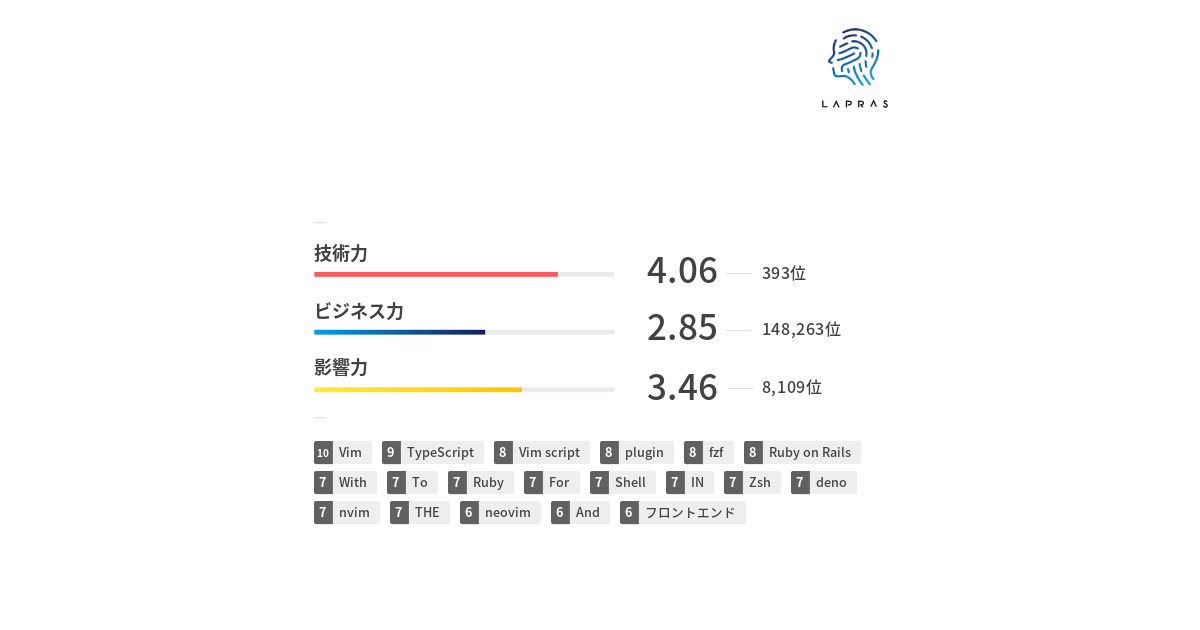 LAPRAS
技術力
4.06 393位
ビジネス力
2.85 148,263位
影響力
3.46 8,109位
10 Vim 9 TypeScript 8 Vim script 8 plugin 8 fzf 8 Ruby on Rails
7 With 7 To 7 Ruby 7 For 7 Shell 7 IN 7 Zsh 7 deno
7 nvim 7 THE 6 neovim 6 And 6 フロントエンド